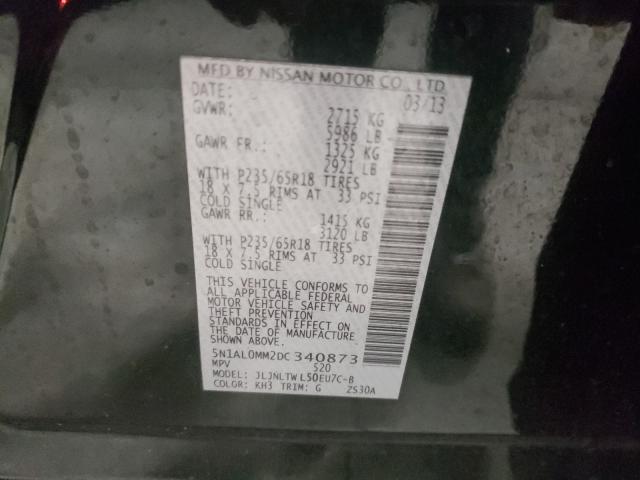 MFD BY NISSAN MOTOR CO., LTD.
DATE: 03/13
GVWR: 2715 KG
5986 LB
GAWR FR.: 1325 KG
2921 LB
WITH P235/65R18 TIRES
18 X 7.5 RIMS AT 33 PSI
COLD SINGLE
GAWR RR.: 1415 KG
3120 LB
WITH P235/65R18 TIRES
18 X 7.5 RIMS AT 33 PSI
COLD SINGLE
THIS VEHICLE CONFORMS TO
ALL APPLICABLE FEDERAL
MOTOR VEHICLE SAFETY AND
THEFT PREVENTION
STANDARDS IN EFFECT ON
THE DATE OF MANUFACTURE
SHOWN ABOVE.
5N1AL0MM2DC340873
MPV S20
MODEL: JLJNLTWL50EU7C-B
COLOR: KH3 TRIM: G ZS30A